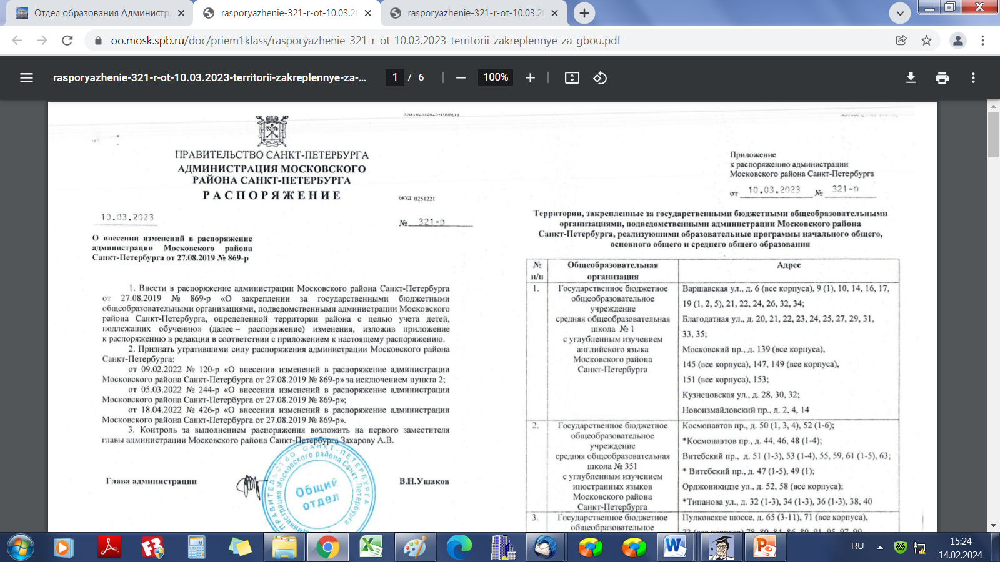 Отдел образования Администр
rasporyazhenie-321-r-ot-10.03.20
rasporyazhenie-321-r-ot-10.03.20
oo.mosk.spb.ru/doc/priem1klass/rasporyazhenie-321-r-ot-10.03.2023-territorii-zakreplennye-za-gbou.pdf
rasporyazhenie-321-r-ot-10.03.2023-territorii-zakreplennye-za-...
1 / 6
100%
ПРАВИТЕЛЬСТВО САНКТ-ПЕТЕРБУРГА
АДМИНИСТРАЦИЯ МОСКОВСКОГО
РАЙОНА САНКТ-ПЕТЕРБУРГА
РАСПОРЯЖЕНИЕ
ОКУД 0251221
10.03.2023
№ 321-р
О внесении изменений в распоряжение
администрации Московского района
Санкт-Петербурга от 27.08.2019 № 869-р
1. Внести в распоряжение администрации Московского района Санкт-Петербурга
от 27.08.2019 № 869-р «О закреплении за государственными бюджетными
общеобразовательными организациями, подведомственными администрации Московского
района Санкт-Петербурга, определенной территории района с целью учета детей,
подлежащих обучению» (далее – распоряжение) изменения, изложив приложение
к распоряжению в редакции в соответствии с приложением к настоящему распоряжению.
2. Признать утратившими силу распоряжения администрации Московского района
Санкт-Петербурга:
от 09.02.2022 № 120-р «О внесении изменений в распоряжение администрации
Московского района Санкт-Петербурга от 27.08.2019 № 869-р» за исключением пункта 2;
от 05.03.2022 № 244-р «О внесении изменений в распоряжение администрации
Московского района Санкт-Петербурга от 27.08.2019 № 869-р»;
от 18.04.2022 № 426-р «О внесении изменений в распоряжение администрации
Московского района Санкт-Петербурга от 27.08.2019 № 869-р».
3. Контроль за выполнением распоряжения возложить на первого заместителя
главы администрации Московского района Санкт-Петербурга Захарову А.В.
Глава администрации
В.Н.Ушаков
ПРАВИТЕЛЬСТВО САНКТ-ПЕТЕРБУРГА
Администрация Московского района Санкт-Петербурга
Общий
отдел
Приложение
к распоряжению администрации
Московского района Санкт-Петербурга
от 10.03.2023 № 321-р
Территории, закрепленные за государственными бюджетными общеобразовательными
организациями, подведомственными администрации Московского района
Санкт-Петербурга, реализующими образовательные программы начального общего,
основного общего и среднего общего образования
№
п/п
Общеобразовательная
организация
Адрес
1.
Государственное бюджетное
общеобразовательное
учреждение
средняя общеобразовательная
школа № 1
с углубленным изучением
английского языка
Московского района
Санкт-Петербурга
Варшавская ул., д. 6 (все корпуса), 9 (1), 10, 14, 16, 17,
19 (1, 2, 5), 21, 22, 24, 26, 32, 34;
Благодатная ул., д. 20, 21, 22, 23, 24, 25, 27, 29, 31,
33, 35;
Московский пр., д. 139 (все корпуса),
145 (все корпуса), 147, 149 (все корпуса),
151 (все корпуса), 153;
Кузнецовская ул., д. 28, 30, 32;
Новоизмайловский пр., д. 2, 4, 14
2.
Государственное бюджетное
общеобразовательное
учреждение
средняя общеобразовательная
школа № 351
с углубленным изучением
иностранных языков
Московского района
Санкт-Петербурга
Космонавтов пр., д. 50 (1, 3, 4), 52 (1-6);
*Космонавтов пр., д. 44, 46, 48 (1-4);
Витебский пр., д. 51 (1-3), 53 (1-4), 55, 59, 61 (1-5), 63;
* Витебский пр., д. 47 (1-5), 49 (1);
Орджоникидзе ул., д. 52, 58 (все корпуса);
*Типанова ул., д. 32 (1-3), 34 (1-3), 36 (1-3), 38, 40
3.
Государственное бюджетное
общеобразовательное
Пулковское шоссе, д. 65 (3-11), 71 (все корпуса),
RU
15:24
14.02.2024